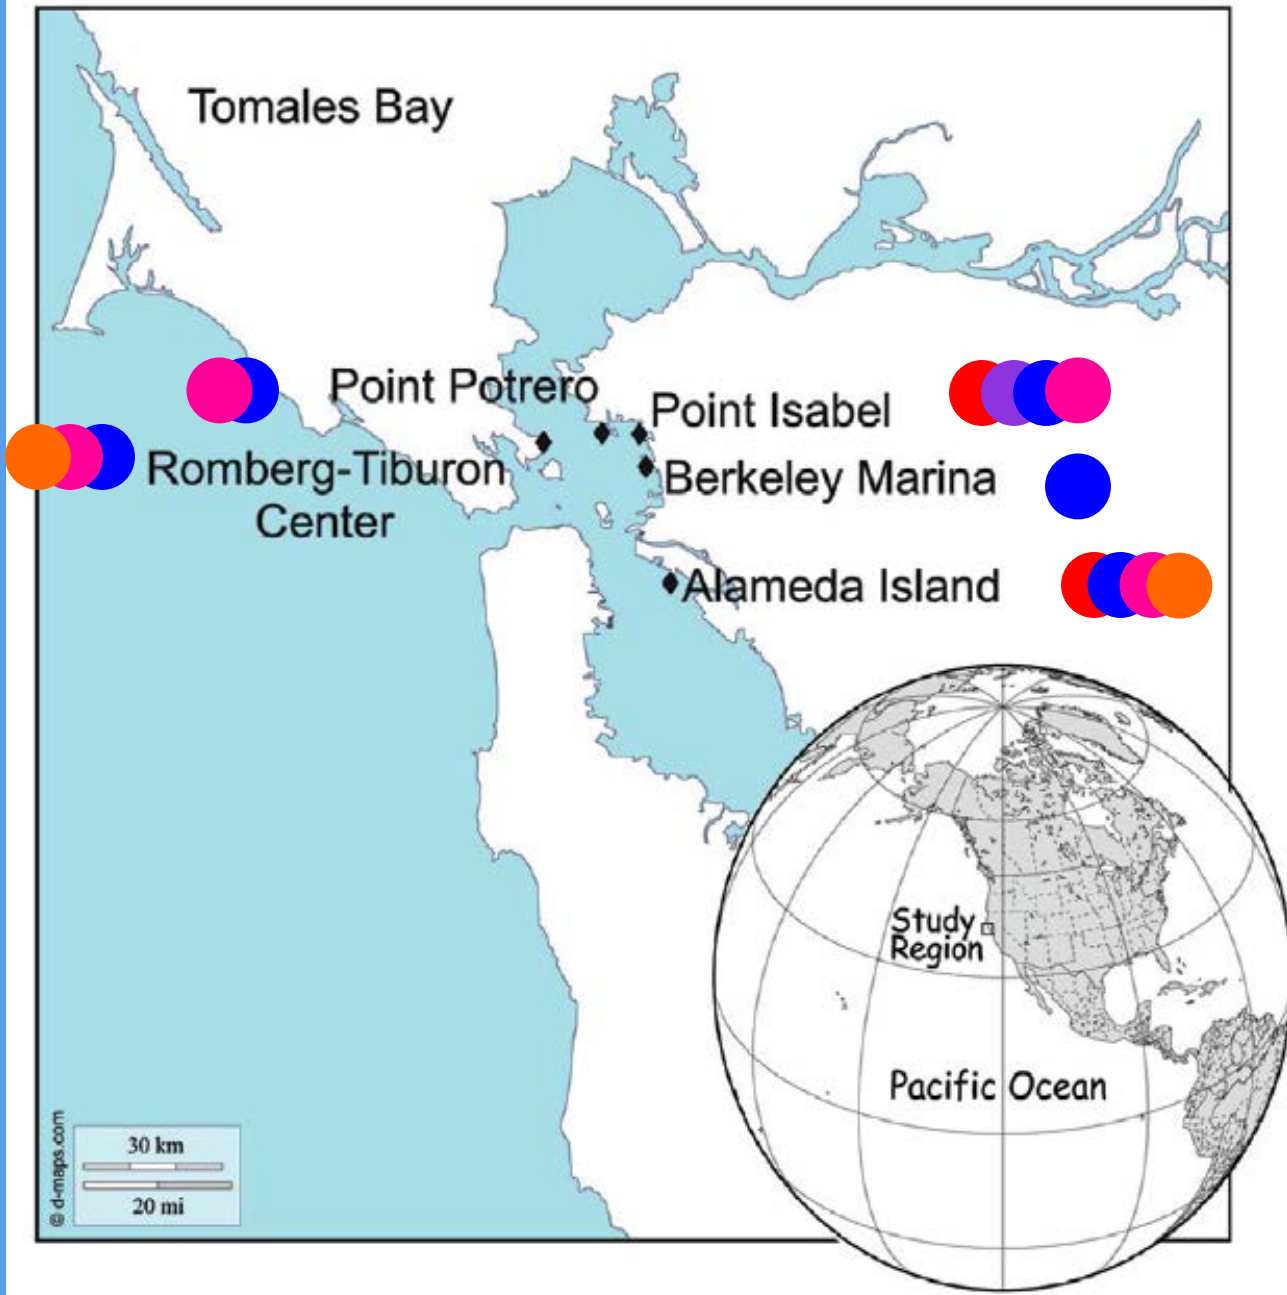 Tomales Bay
Point Potrero
Point Isabel
Romberg-Tiburon
Center
Berkeley Marina
Alameda Island
Study
Region
Pacific Ocean
30 km
20 mi
© d-maps.com